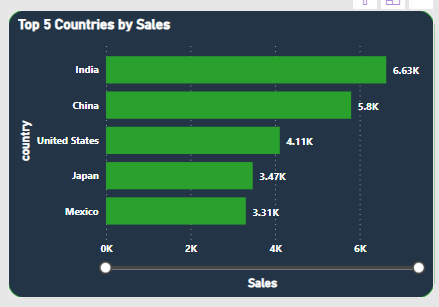 Top 5 Countries by Sales
country
India 6.63K
China 5.8K
United States 4.11K
Japan 3.47K
Mexico 3.31K
0K 2K 4K 6K
Sales